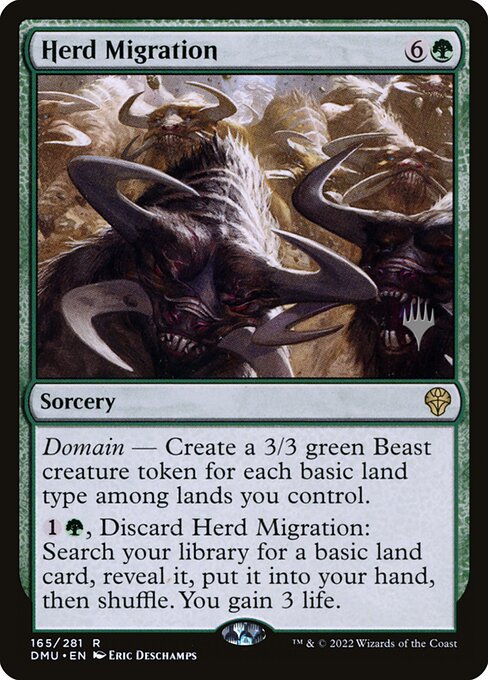 Herd Migration 6
Sorcery
Domain — Create a 3/3 green Beast
creature token for each basic land
type among lands you control.
1, Discard Herd Migration:
Search your library for a basic land
card, reveal it, put it into your hand,
then shuffle. You gain 3 life.
165/281 R
DMU • EN Eric Deschamps
™ & © 2022 Wizards of the Coast